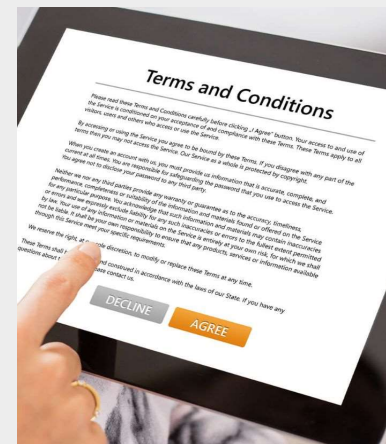 Terms and Conditions
Please read these Terms and Conditions carefully before clicking „I Agree" button. Your access to and use of
the Service is conditioned on your acceptance of and compliance with these Terms. These Terms apply to all
visitors, users and others who access or use the Service.
By accessing or using the Service you agree to be bound by these Terms. If you disagree with any part of the
terms then you may not access the Service. Our Service as a whole is protected by copyright.
When you create an account with us, you must provide us information that is accurate, complete, and
current at all times. You are responsible for safeguarding the password that you use to access the Service.
You agree not to disclose your password to any third party.
Neither we nor any third parties provide any warranty or guarantee as to the accuracy, timeliness,
performance, completeness or suitability of the information and materials found or offered on the Service
for any particular purpose. You acknowledge that such information and materials may contain inaccuracies
or errors and we expressly exclude liability for any such inaccuracies or errors to the fullest extent permitted
by law. Your use of any information or materials on the Service is entirely at your own risk, for which we shall
not be liable. It shall be your own responsibility to ensure that any products, services or information available
through this Service meet your specific requirements.
We reserve the right, at sole discretion, to modify or replace these Terms at any time.
These Terms shall and construed in accordance with the laws of our State. If you have any
questions about please contact us.
DECLINE
AGREE